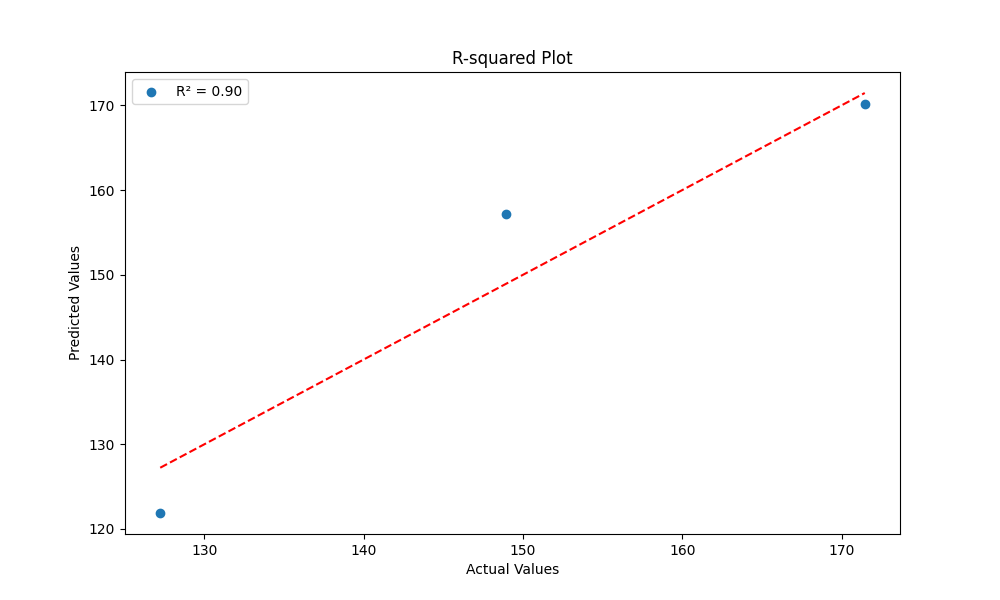 R-squared Plot
R² = 0.90
170
160
150
140
130
120
Predicted Values
130 140 150 160 170
Actual Values